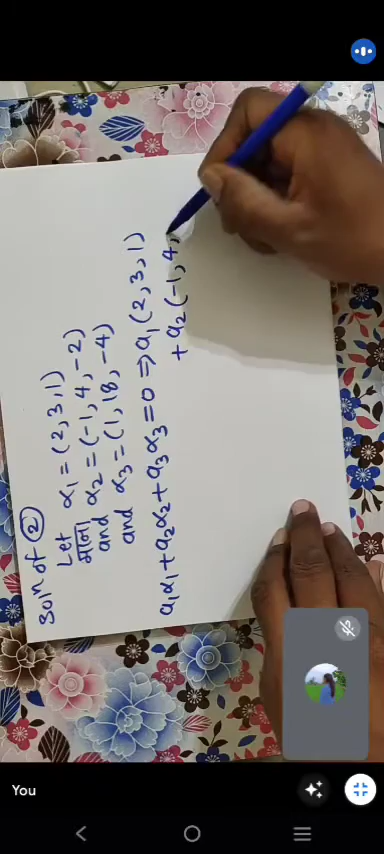 Soln of ②
Let α₁ = (2, 3, 1)
माना α₂ = (-1, 4, -2)
and
and α₃ = (1, 18, -4)
a₁α₁ + a₂α₂ + a₃α₃ = 0 ⇒ a₁(2, 3, 1)
+ a₂(-1, 4,
You